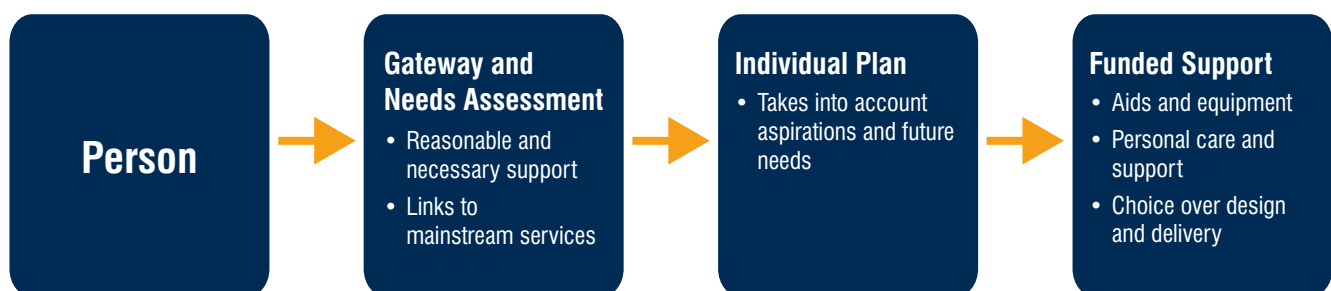 Person
Gateway and
Needs Assessment
• Reasonable and
necessary support
• Links to
mainstream services
Individual Plan
• Takes into account
aspirations and future
needs
Funded Support
• Aids and equipment
• Personal care and
support
• Choice over design
and delivery